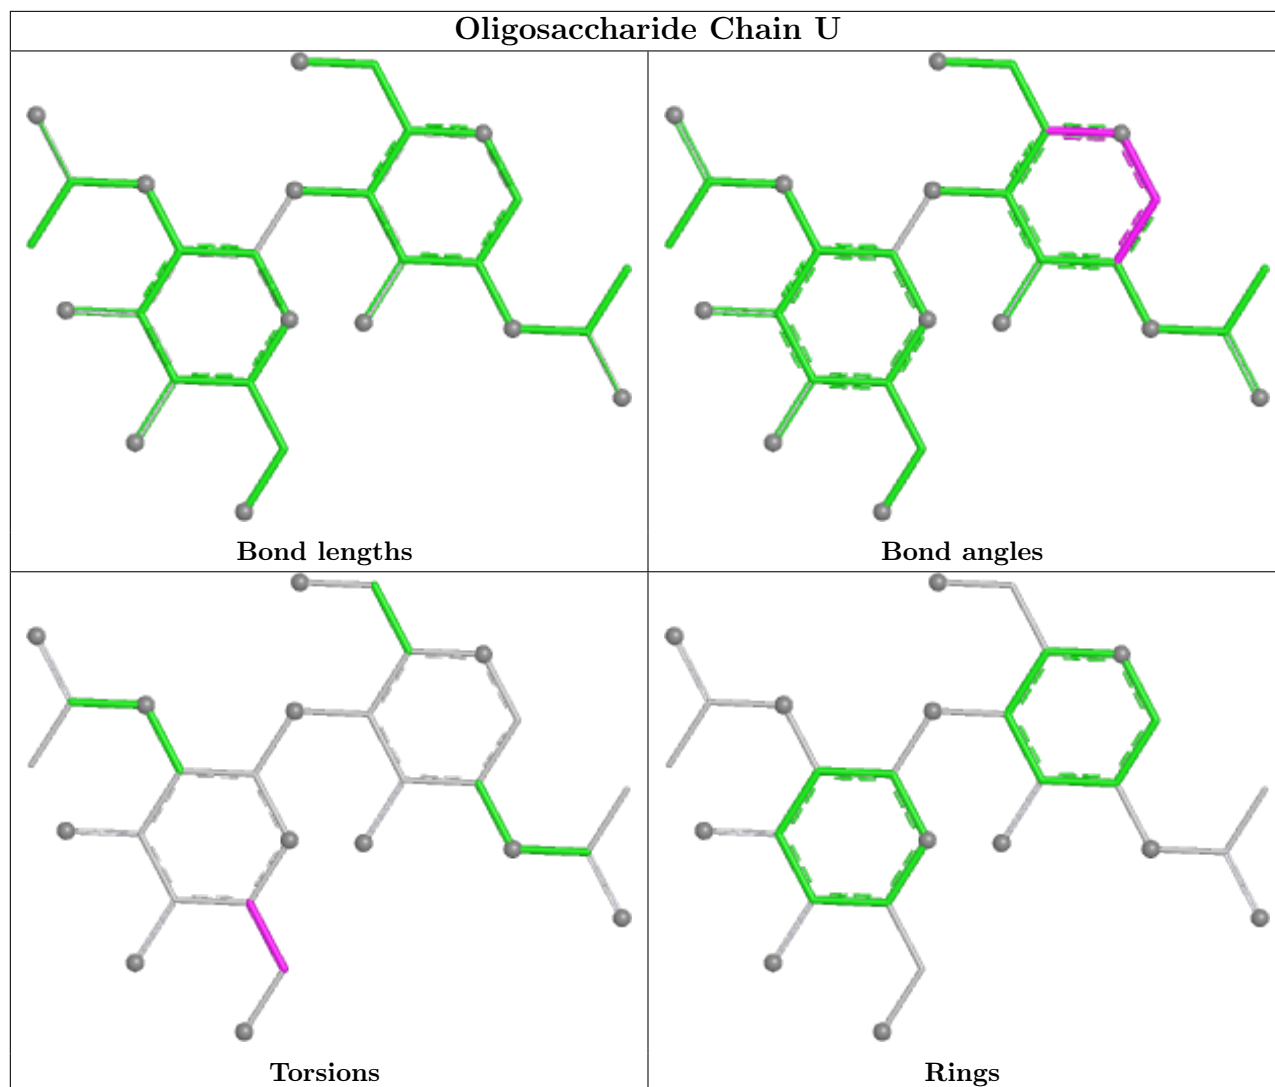 Oligosaccharide Chain U
Bond lengths
Bond angles
Torsions
Rings